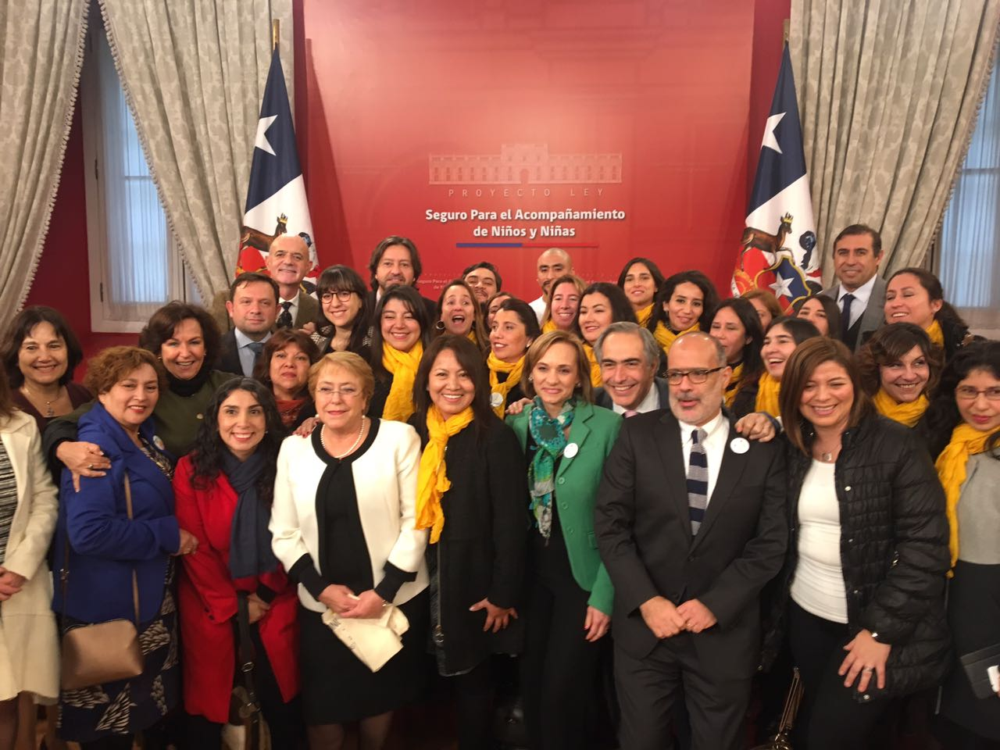 PROYECTO LEY
Seguro Para el Acompañamiento
de Niños y Niñas